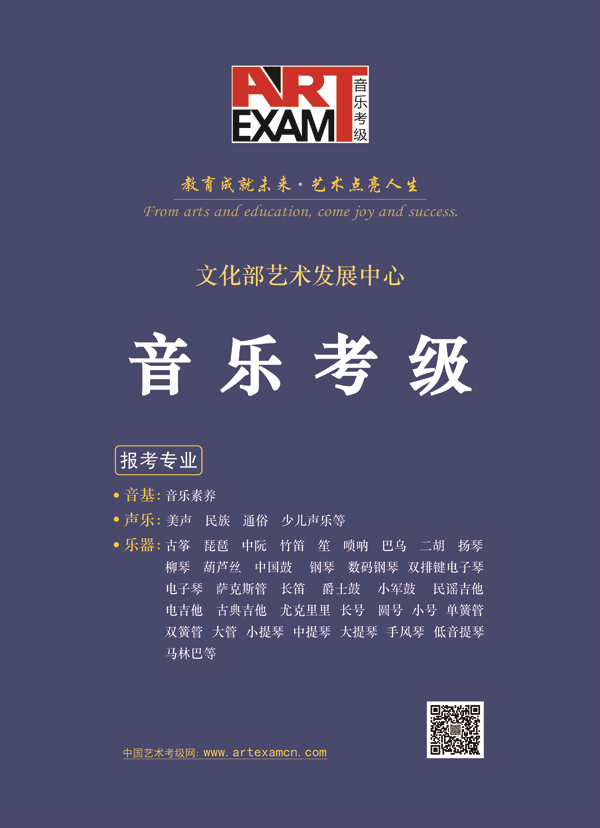 ART
EXAM
音乐考级
教育成就未来·艺术点亮人生
From arts and education, come joy and success.
文化部艺术发展中心
音乐考级
报考专业
• 音基: 音乐素养
• 声乐: 美声 民族 通俗 少儿声乐等
• 乐器: 古筝 琵琶 中阮 竹笛 笙 唢呐 巴乌 二胡 扬琴
柳琴 葫芦丝 中国鼓 钢琴 数码钢琴 双排键电子琴
电子琴 萨克斯管 长笛 爵士鼓 小军鼓 民谣吉他
电吉他 古典吉他 尤克里里 长号 圆号 小号 单簧管
双簧管 大管 小提琴 中提琴 大提琴 手风琴 低音提琴
马林巴等
中国艺术考级网: www.artexamcn.com